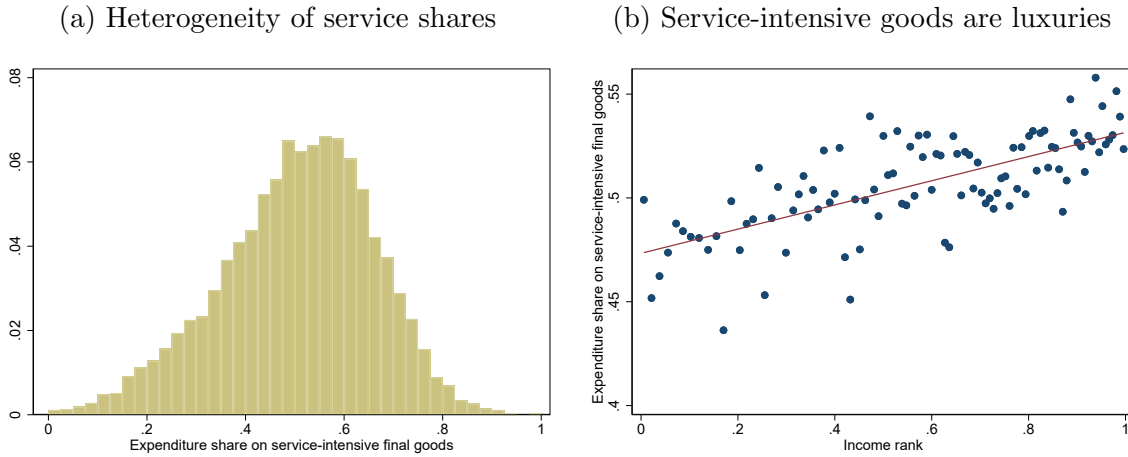 (a) Heterogeneity of service shares
.08
.06
.04
.02
0
0 .2 .4 .6 .8 1
Expenditure share on service-intensive final goods
(b) Service-intensive goods are luxuries
Expenditure share on service-intensive final goods
.55
.5
.45
.4
0 .2 .4 .6 .8 1
Income rank